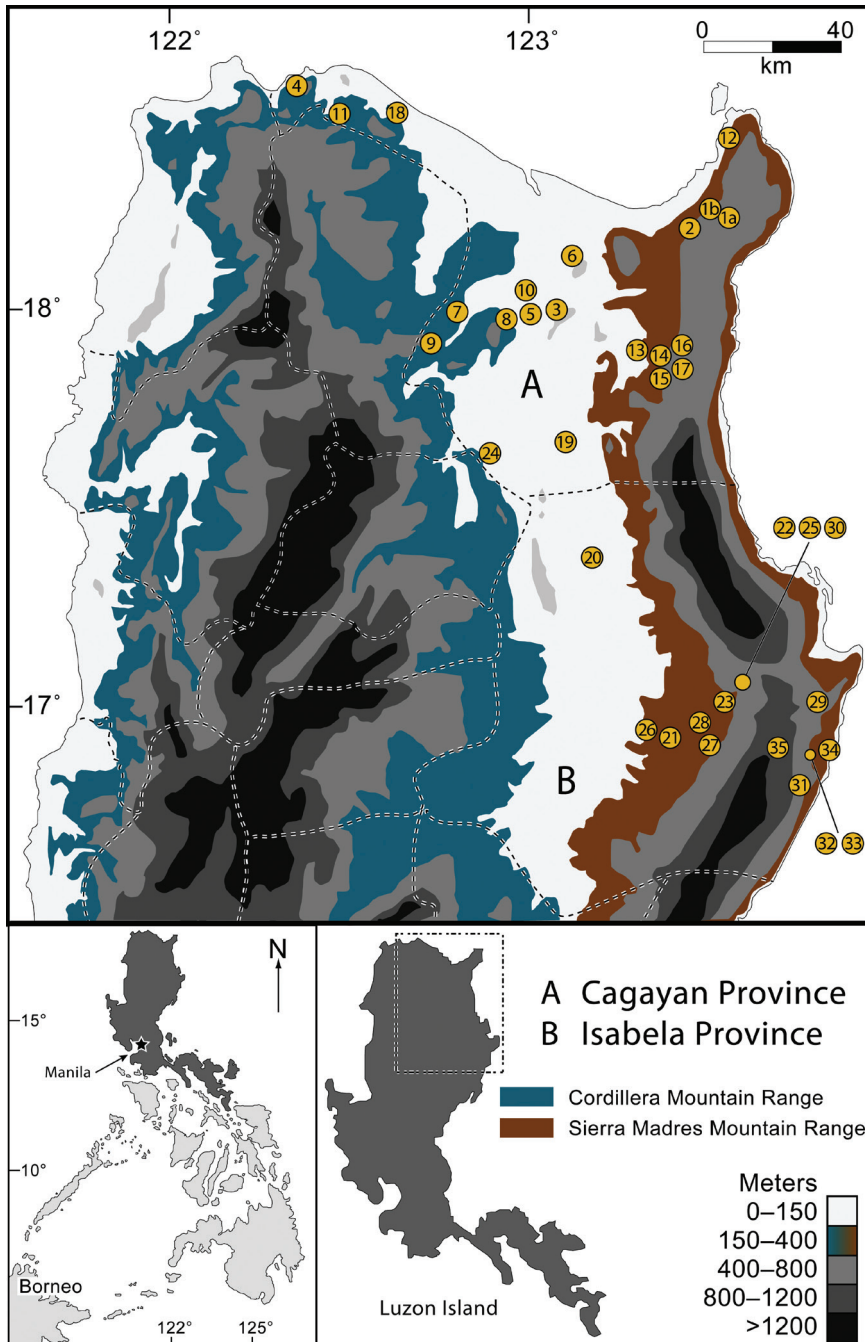 122° 123° 0 40
km
4
11 18
12
1b 1a
2
6
10
18° 7 8 5 3
9 13 14 16
15 17
A
24 19
22 25 30
20
17° 23 29
26 21 28 27 35 34
31
B
32 33
N
15°
Manila
10°
Borneo
122° 125°
Luzon Island
A Cagayan Province
B Isabela Province
Cordillera Mountain Range
Sierra Madres Mountain Range
Meters
0–150
150–400
400–800
800–1200
>1200